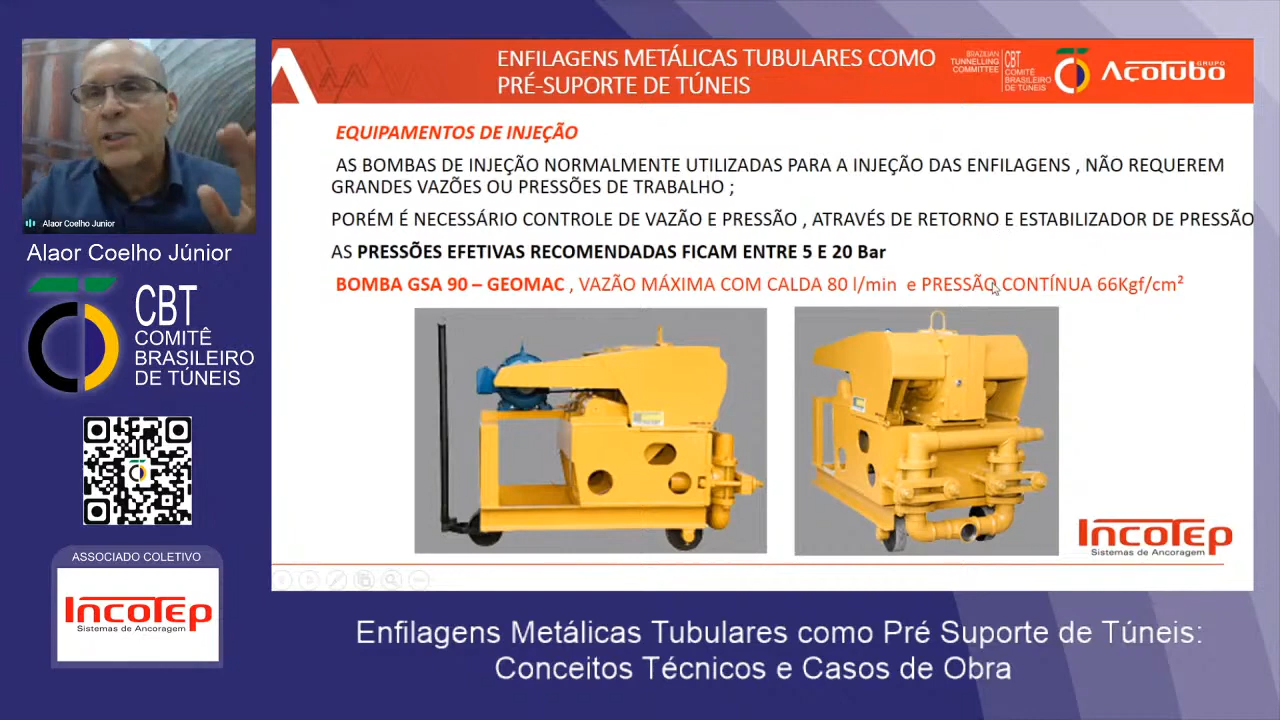 ENFILAGENS METÁLICAS TUBULARES COMO
PRÉ-SUPORTE DE TÚNEIS
BRAZILIAN
TUNNELLING
COMMITTEE
CBT
COMITÊ
BRASILEIRO
DE TÚNEIS
GRUPO
AÇOTUBO
EQUIPAMENTOS DE INJEÇÃO
AS BOMBAS DE INJEÇÃO NORMALMENTE UTILIZADAS PARA A INJEÇÃO DAS ENFILAGENS , NÃO REQUEREM
GRANDES VAZÕES OU PRESSÕES DE TRABALHO ;
PORÉM É NECESSÁRIO CONTROLE DE VAZÃO E PRESSÃO , ATRAVÉS DE RETORNO E ESTABILIZADOR DE PRESSÃO
AS PRESSÕES EFETIVAS RECOMENDADAS FICAM ENTRE 5 E 20 Bar
BOMBA GSA 90 – GEOMAC , VAZÃO MÁXIMA COM CALDA 80 l/min e PRESSÃO CONTÍNUA 66Kgf/cm²
INCOTEP
Sistemas de Ancoragem
Alaor Coelho Junior
Alaor Coelho Júnior
CBT
COMITÊ
BRASILEIRO
DE TÚNEIS
ASSOCIADO COLETIVO
INCOTEP
Sistemas de Ancoragem
Enfilagens Metálicas Tubulares como Pré Suporte de Túneis:
Conceitos Técnicos e Casos de Obra